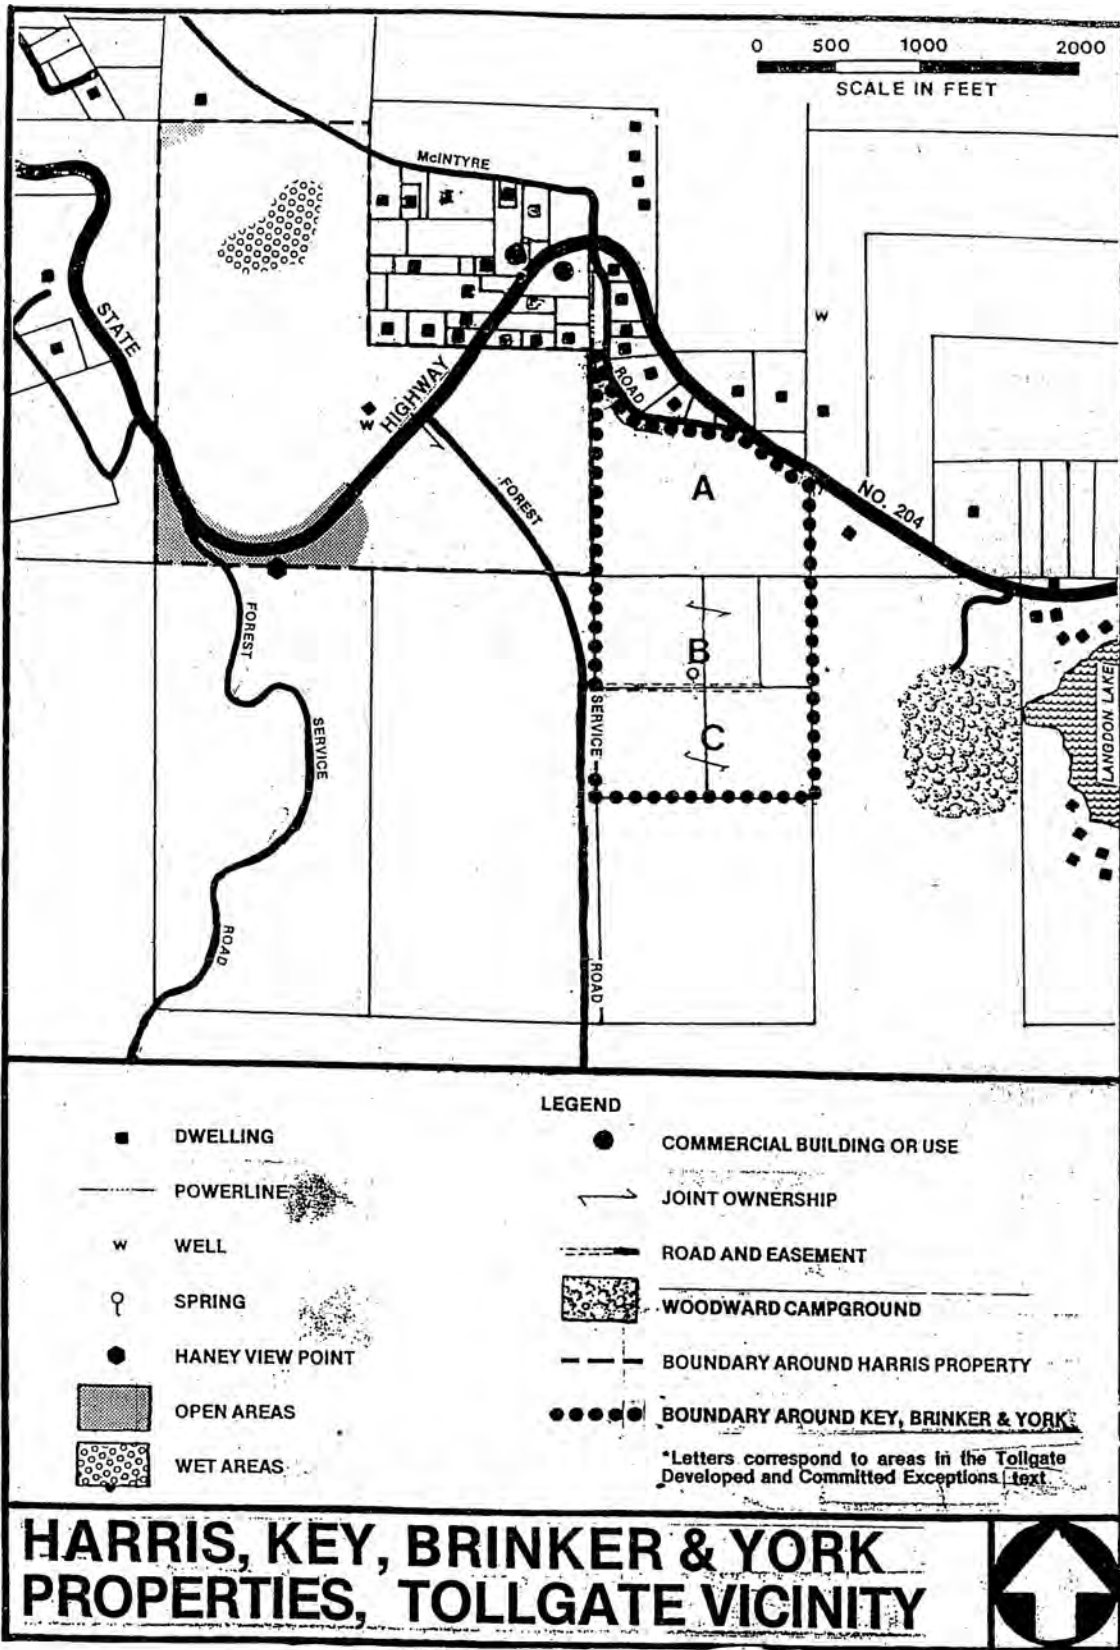 0 500 1000 2000
SCALE IN FEET
McINTYRE
STATE
HIGHWAY
ROAD
W
W
A
NO. 204
FOREST
FOREST
B
SERVICE
SERVICE
C
LANGDON LAKE
ROAD
ROAD
LEGEND
DWELLING
POWERLINE
W WELL
SPRING
HANEY VIEW POINT
OPEN AREAS
WET AREAS
COMMERCIAL BUILDING OR USE
JOINT OWNERSHIP
ROAD AND EASEMENT
WOODWARD CAMPGROUND
BOUNDARY AROUND HARRIS PROPERTY
BOUNDARY AROUND KEY, BRINKER & YORK
*Letters correspond to areas in the Tollgate
Developed and Committed Exceptions text
HARRIS, KEY, BRINKER & YORK
PROPERTIES, TOLLGATE VICINITY